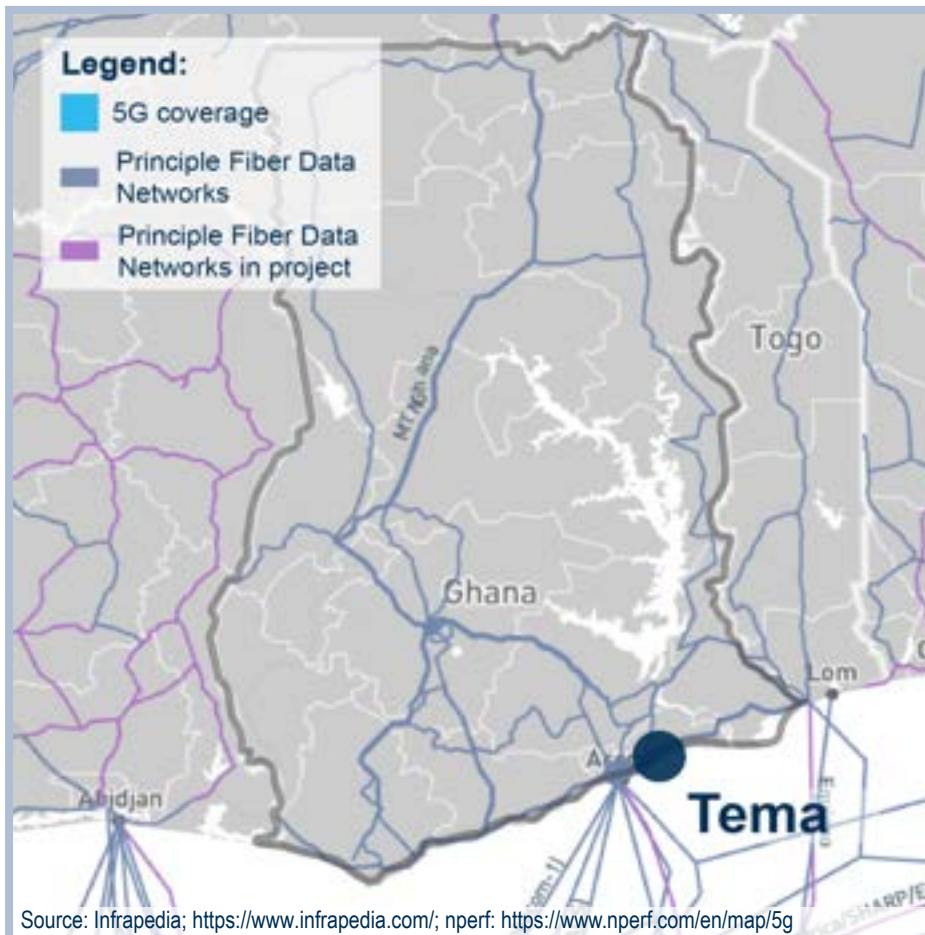 Legend:
5G coverage
Principle Fiber Data
Networks
Principle Fiber Data
Networks in project
Togo
Ghana
Lom
Abidjan
Tema
Source: Infrapedia; https://www.infrapedia.com/; nperf: https://www.nperf.com/en/map/5g